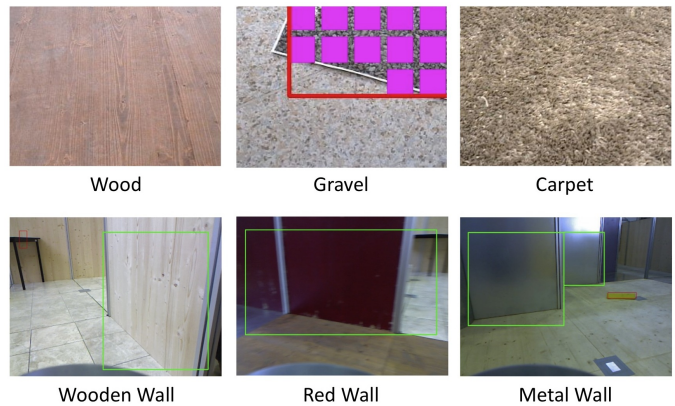 Wood
Gravel
Carpet
Wooden Wall
Red Wall
Metal Wall